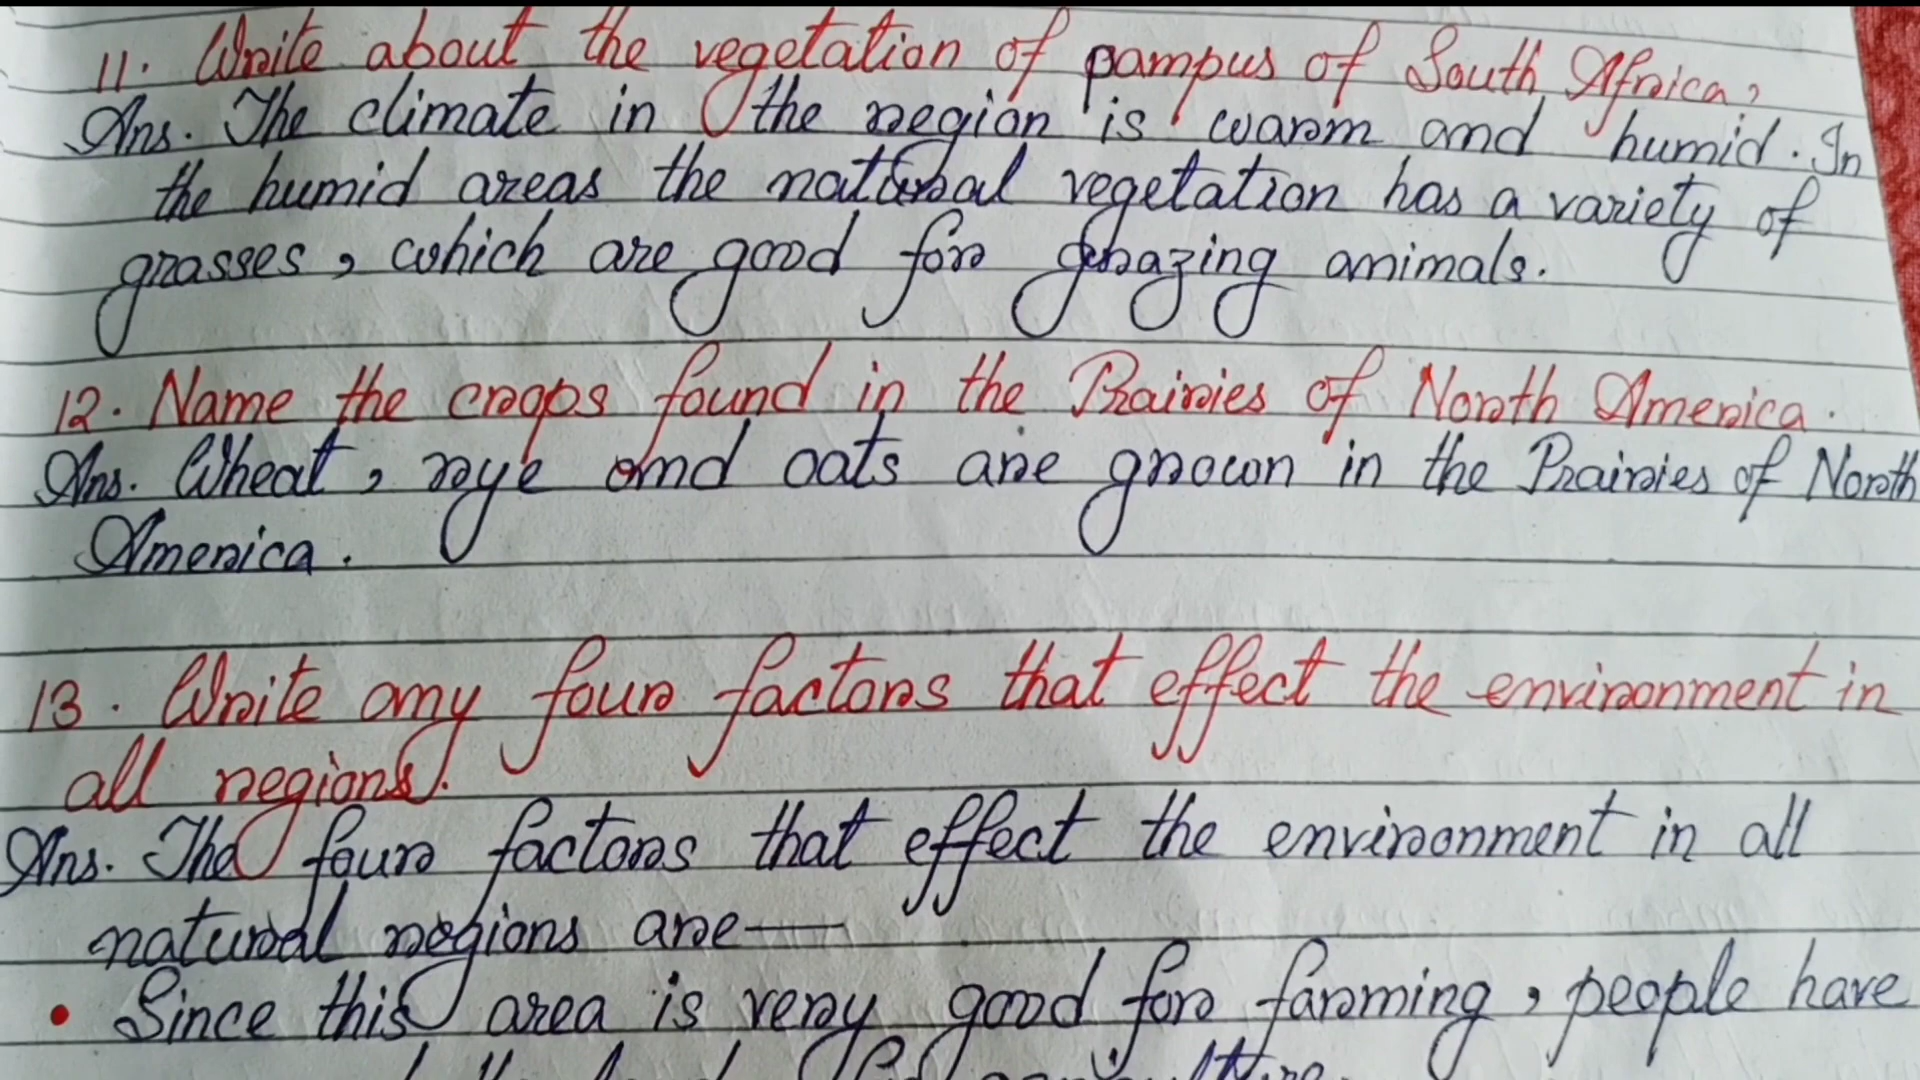 11. Write about the vegetation of pampus of South Africa,
Ans. The climate in the region is warm and humid. In
the humid areas the natural vegetation has a variety of
grasses, which are good for grazing animals.
12. Name the crops found in the Prairies of North America.
Ans. Wheat, rye and oats are grown in the Prairies of North
America.
13. Write any four factors that effect the environment in
all regions.
Ans. The four factors that effect the environment in all
natural regions are—
• Since this area is very good for farming, people have